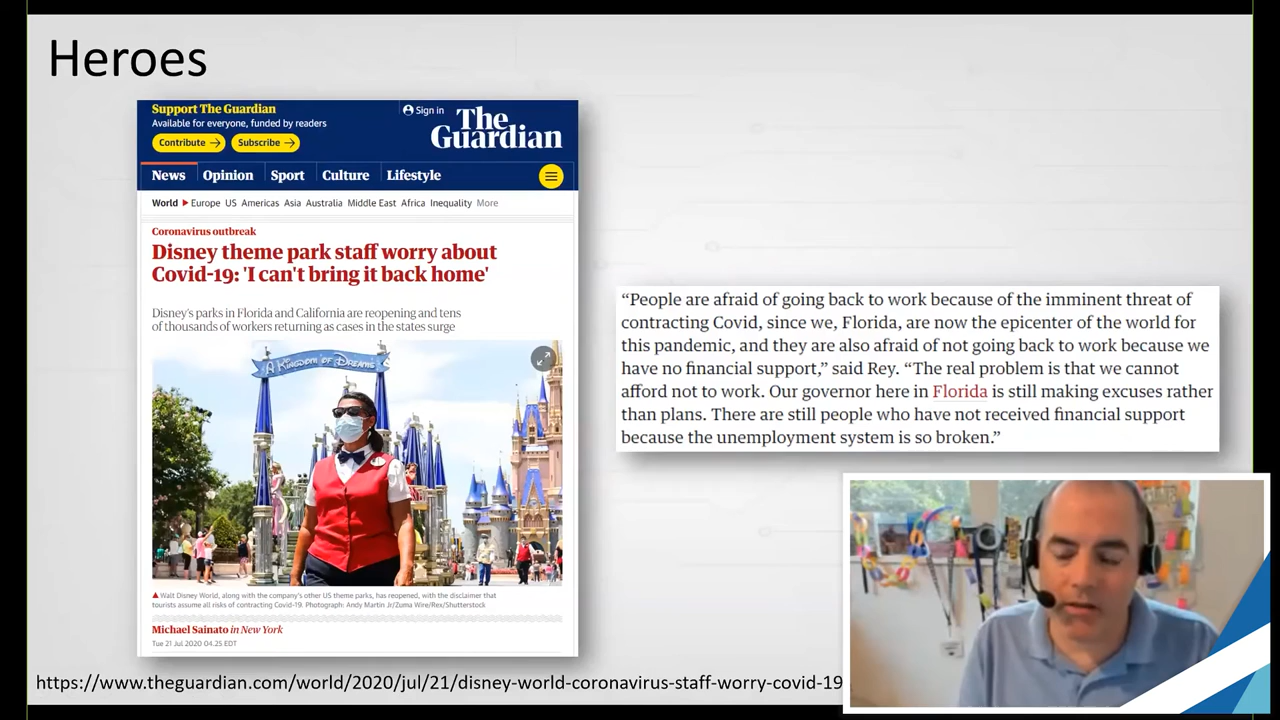 Heroes
Support The Guardian
Available for everyone, funded by readers
Contribute →
Subscribe →
Sign in
The
Guardian
News
Opinion
Sport
Culture
Lifestyle
World
Europe US Americas Asia Australia Middle East Africa Inequality More
Coronavirus outbreak
Disney theme park staff worry about
Covid-19: 'I can't bring it back home'
Disney's parks in Florida and California are reopening and tens
of thousands of workers returning as cases in the states surge
A KINGDOM OF DREAMS
Walt Disney World, along with the company's other US theme parks, has reopened, with the disclaimer that
tourists assume all risks of contracting Covid-19. Photograph: Andy Martin Jr/Zuma Wire/Rex/Shutterstock
Michael Sainato in New York
Tue 21 Jul 2020 04.25 EDT
“People are afraid of going back to work because of the imminent threat of
contracting Covid, since we, Florida, are now the epicenter of the world for
this pandemic, and they are also afraid of not going back to work because we
have no financial support,” said Rey. “The real problem is that we cannot
afford not to work. Our governor here in Florida is still making excuses rather
than plans. There are still people who have not received financial support
because the unemployment system is so broken.”
https://www.theguardian.com/world/2020/jul/21/disney-world-coronavirus-staff-worry-covid-19